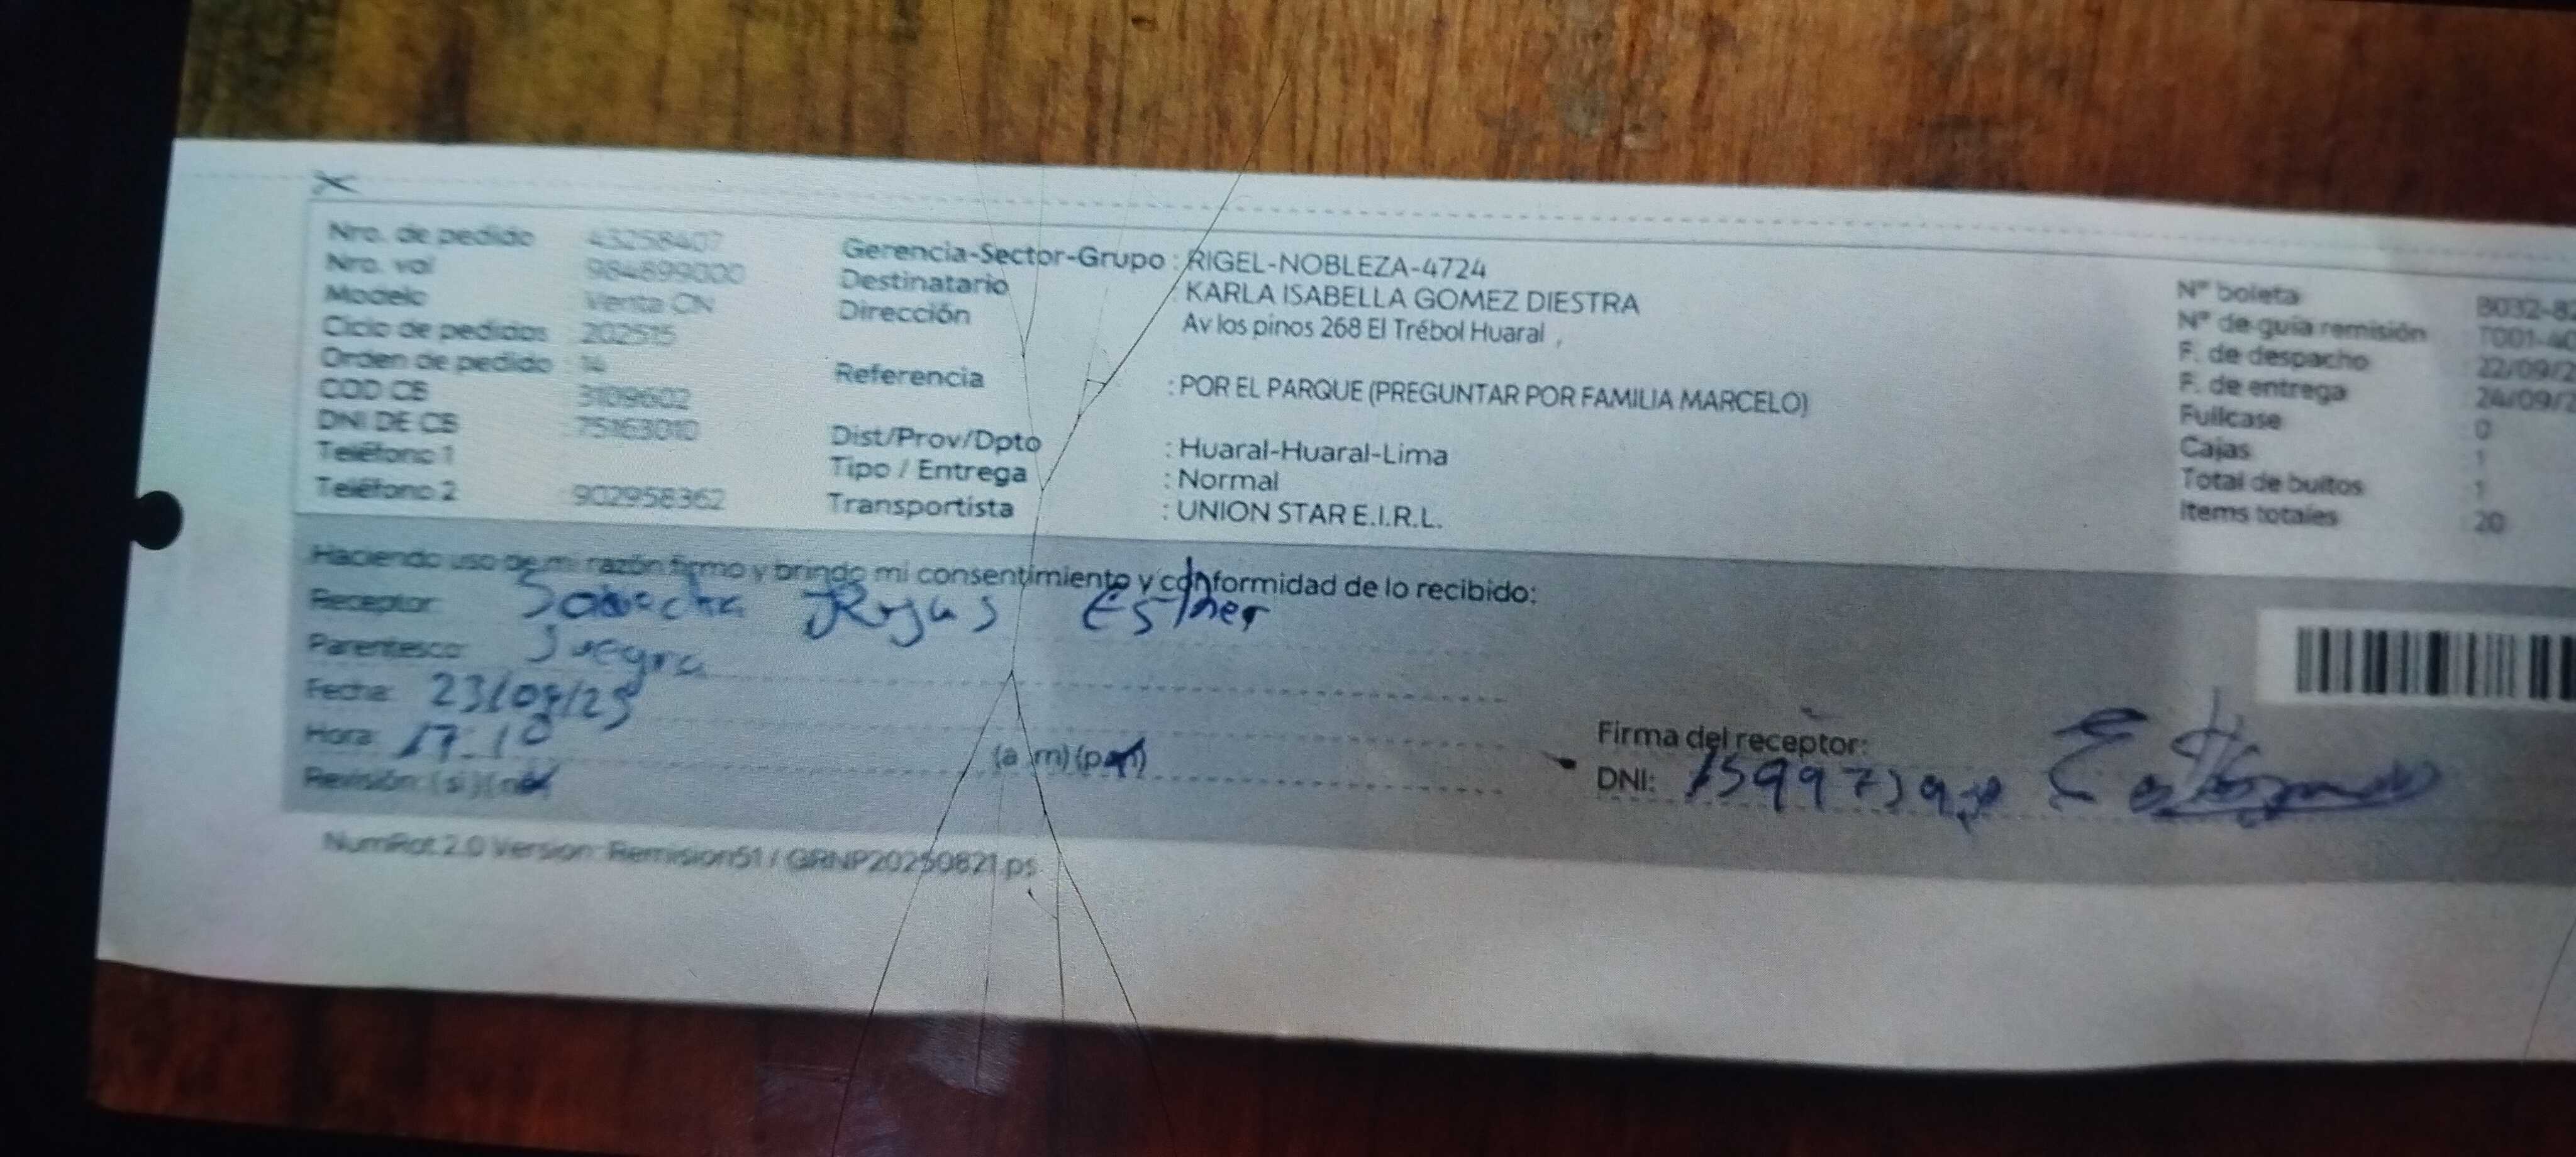 Nro. de pedido : 43258407
Nro. vol : 984899000
Modelo : Venta CN
Ciclo de pedidos : 202515
Orden de pedido : 14
COD CB : 3109602
DNI DE CB : 75163010
Teléfono 1
Teléfono 2 : 902958362
Gerencia-Sector-Grupo : RIGEL-NOBLEZA-4724
Destinatario : KARLA ISABELLA GOMEZ DIESTRA
Dirección Av los pinos 268 El Trébol Huaral ,
Referencia : POR EL PARQUE (PREGUNTAR POR FAMILIA MARCELO)
Dist/Prov/Dpto : Huaral-Huaral-Lima
Tipo / Entrega : Normal
Transportista : UNION STAR E.I.R.L.
N° boleta B032-82
N° de guía remisión T001-40
F. de despacho : 22/09/2
F. de entrega : 24/09/2
Fullcase : 0
Cajas : 1
Total de bultos : 1
Items totales : 20
Haciendo uso de mi razón firmo y brindo mi consentimiento y conformidad de lo recibido:
Receptor: Rojas Esther
Parentesco: Suegra
Fecha: 23/09/25
Hora: 17:10 (a.m) (p.m)
Revisión: (si) (no)
Firma del receptor:
DNI:
NumRot 2.0 Version: Remision51 / GRNP20250821.ps